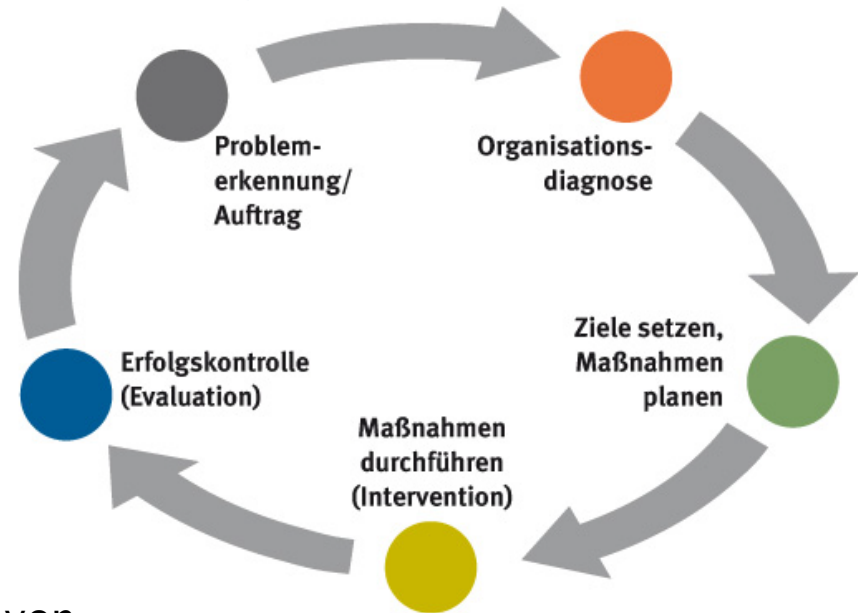 Problem-
erkennung/
Auftrag
Organisations-
diagnose
Ziele setzen,
Maßnahmen
planen
Maßnahmen
durchführen
(Intervention)
Erfolgskontrolle
(Evaluation)